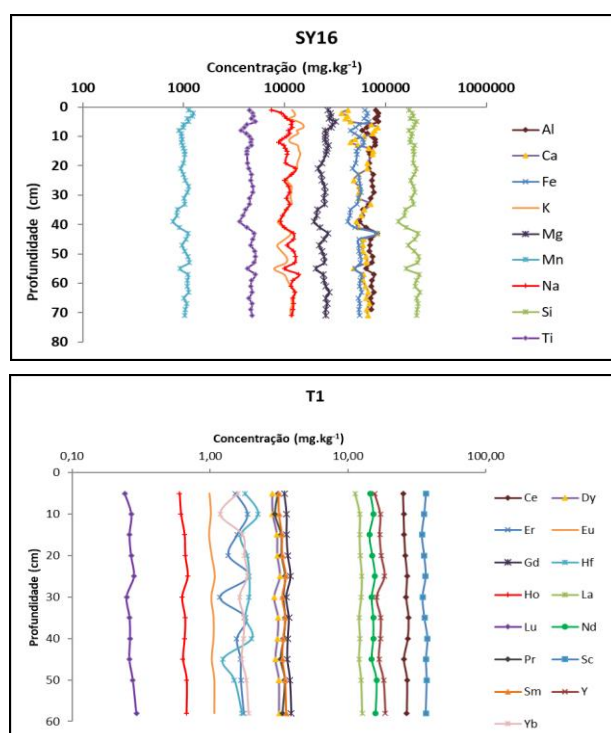 SY16
Concentração (mg.kg⁻¹)
100 1000 10000 100000 1000000
Profundidade (cm)
0
10
20
30
40
50
60
70
80
Al
Ca
Fe
K
Mg
Mn
Na
Si
Ti
T1
Concentração (mg.kg⁻¹)
0,10 1,00 10,00 100,00
Profundidade (cm)
0
10
20
30
40
50
60
Ce Dy
Er Eu
Gd Hf
Ho La
Lu Nd
Pr Sc
Sm Y
Yb